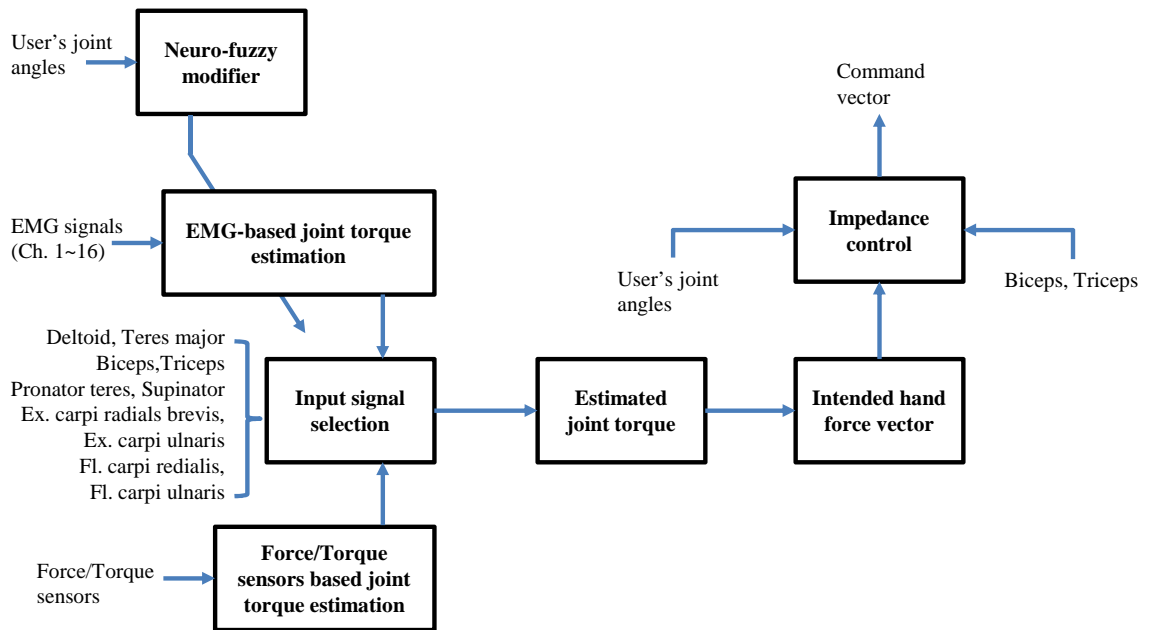 User’s joint
angles
Neuro-fuzzy
modifier
Command
vector
EMG signals
(Ch. 1~16)
EMG-based joint torque
estimation
Impedance
control
User’s joint
angles
Biceps, Triceps
Deltoid, Teres major
Biceps,Triceps
Pronator teres, Supinator
Ex. carpi radials brevis,
Ex. carpi ulnaris
Fl. carpi redialis,
Fl. carpi ulnaris
Input signal
selection
Estimated
joint torque
Intended hand
force vector
Force/Torque
sensors
Force/Torque
sensors based joint
torque estimation